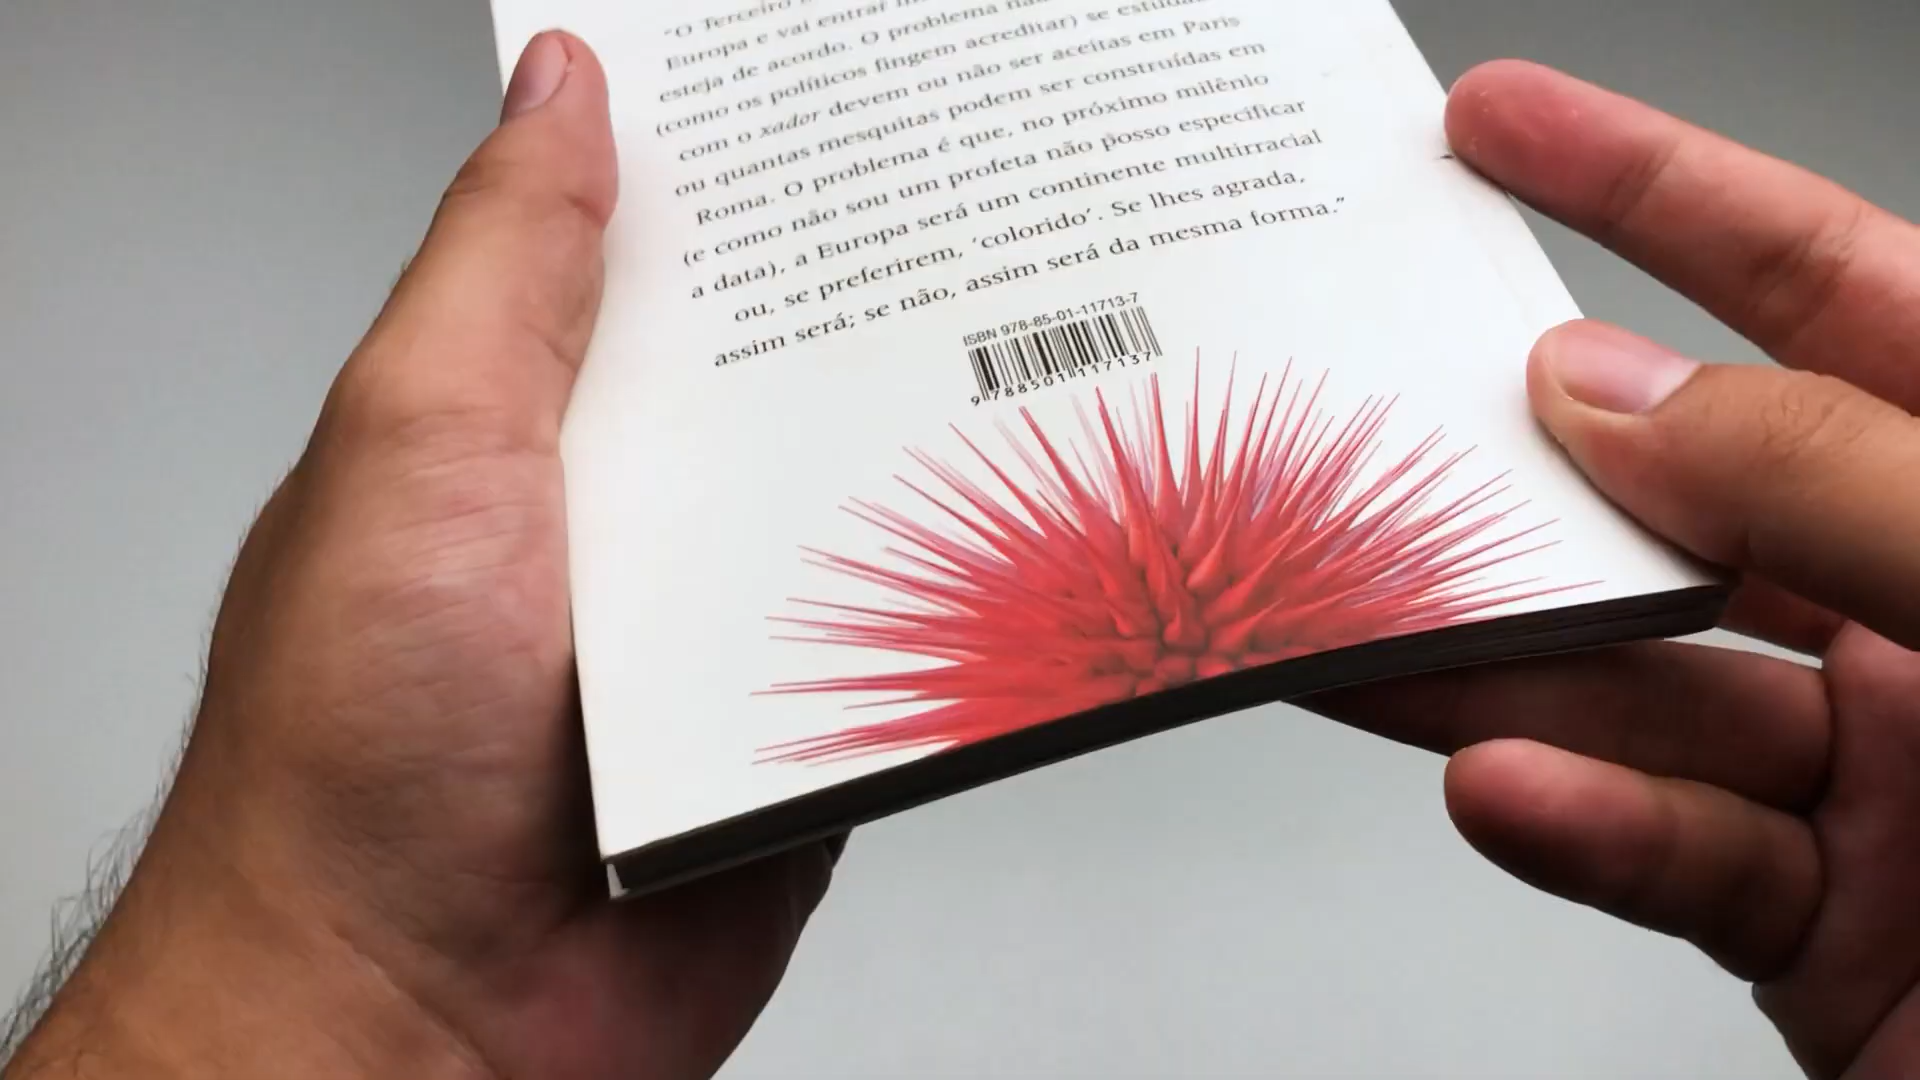 "O Terceiro
Europa e vai entrar
esteja de acordo. O problema não
(como os políticos fingem acreditar) se
com o xador devem ou não ser aceitas em Paris
ou quantas mesquitas podem ser construídas em
Roma. O problema é que, no próximo milênio
(e como não sou um profeta não posso especificar
a data), a Europa será um continente multirracial
ou, se preferirem, ‘colorido’. Se lhes agrada,
assim será; se não, assim será da mesma forma."
ISBN 978-85-01-11713-7
9 788501 117137